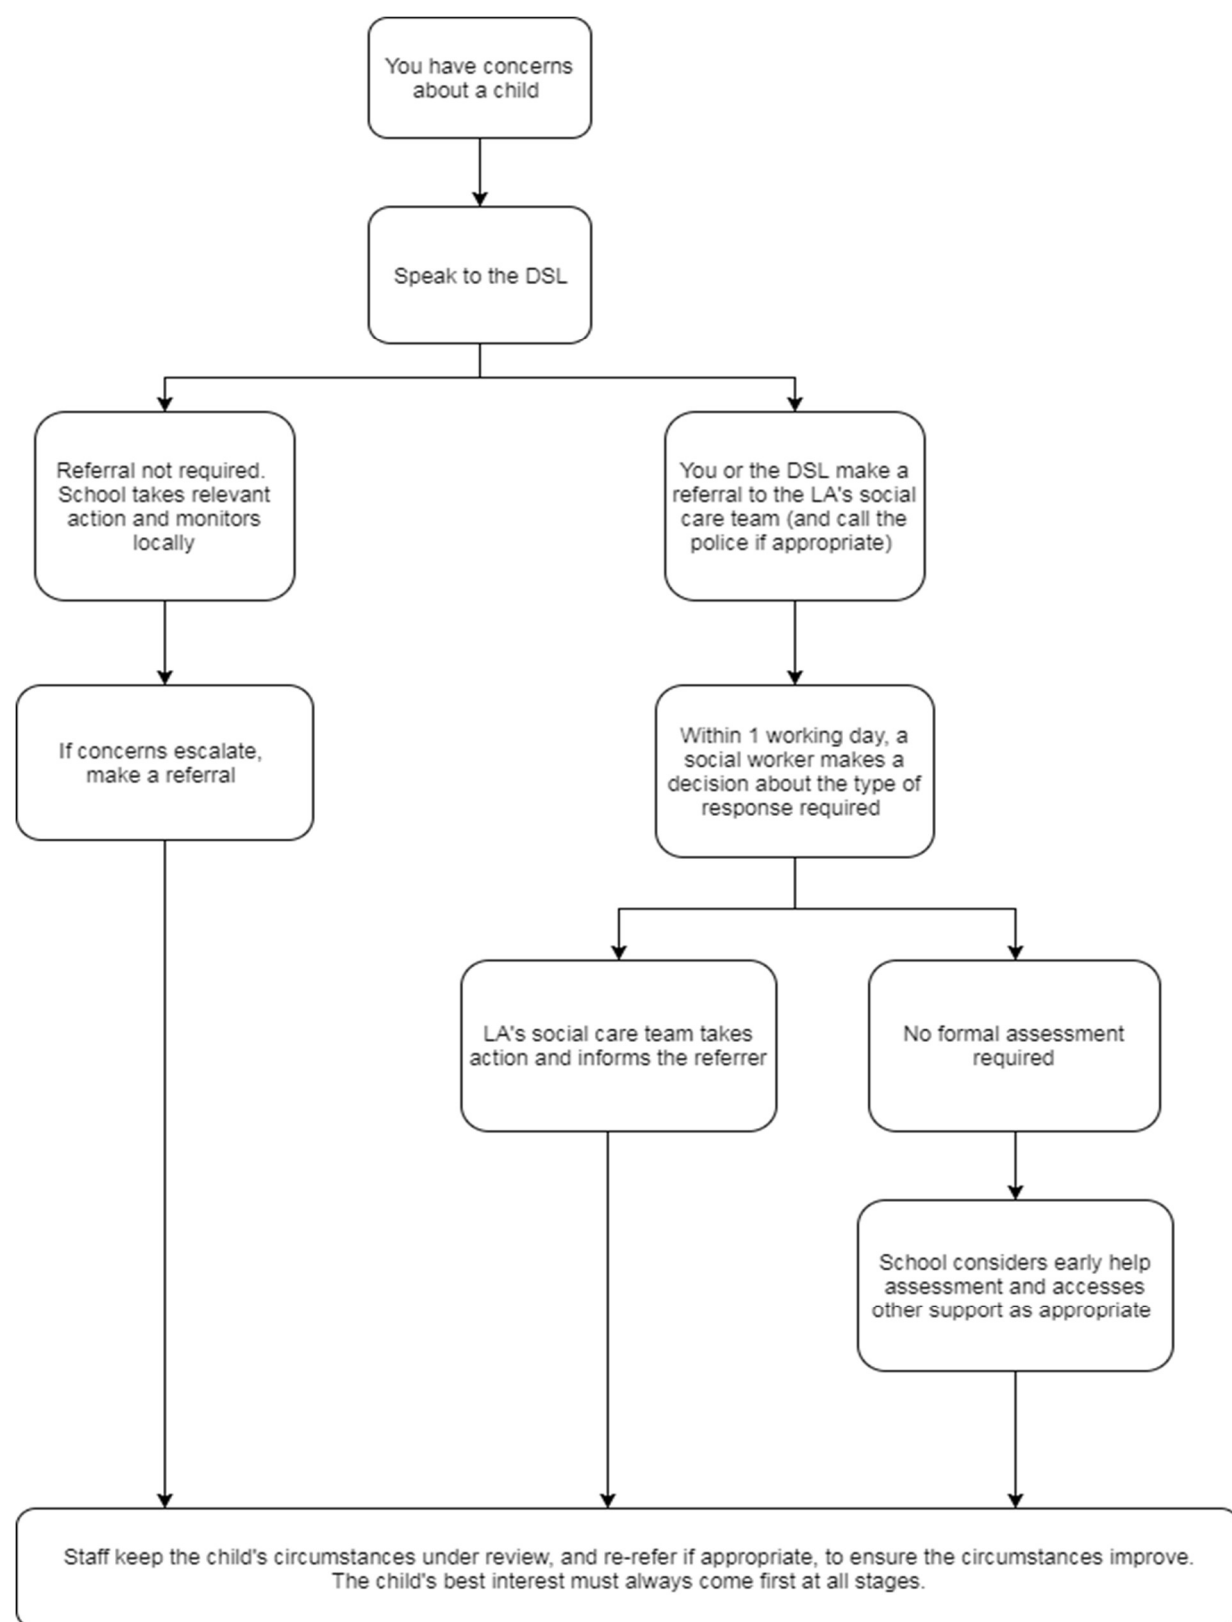 You have concerns
about a child
Speak to the DSL
Referral not required.
School takes relevant
action and monitors
locally
You or the DSL make a
referral to the LA's social
care team (and call the
police if appropriate)
If concerns escalate,
make a referral
Within 1 working day, a
social worker makes a
decision about the type of
response required
LA's social care team takes
action and informs the referrer
No formal assessment
required
School considers early help
assessment and accesses
other support as appropriate
Staff keep the child's circumstances under review, and re-refer if appropriate, to ensure the circumstances improve.
The child's best interest must always come first at all stages.